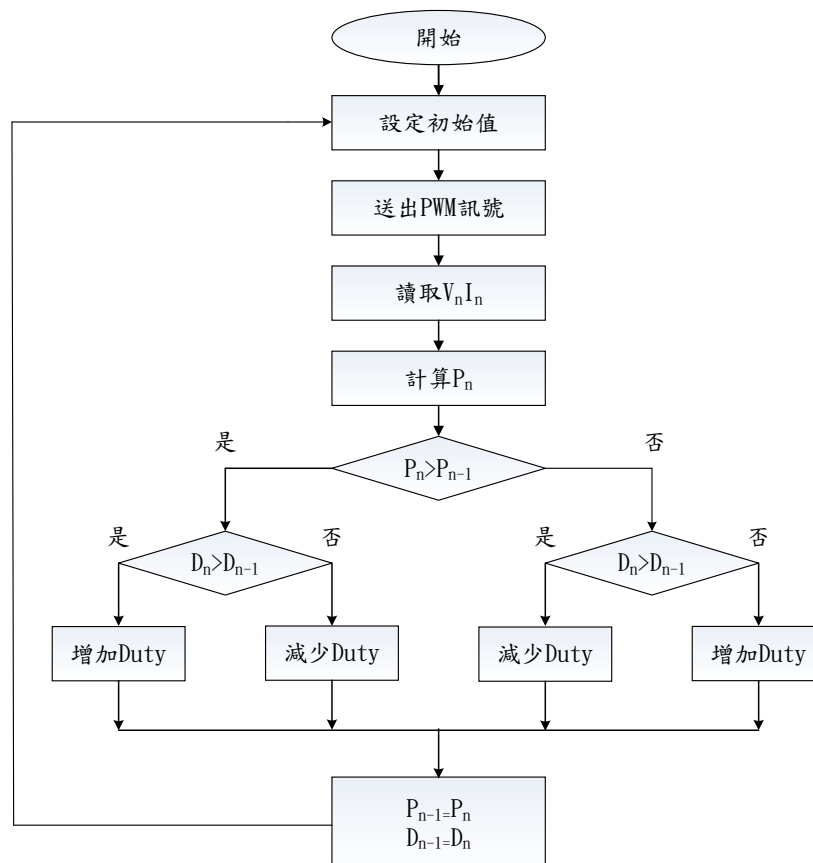 開始
設定初始值
送出PWM訊號
讀取VnIn
計算Pn
是
否
Pn>Pn-1
是
否
是
否
Dn>Dn-1
Dn>Dn-1
增加Duty
減少Duty
減少Duty
增加Duty
Pn-1=Pn
Dn-1=Dn